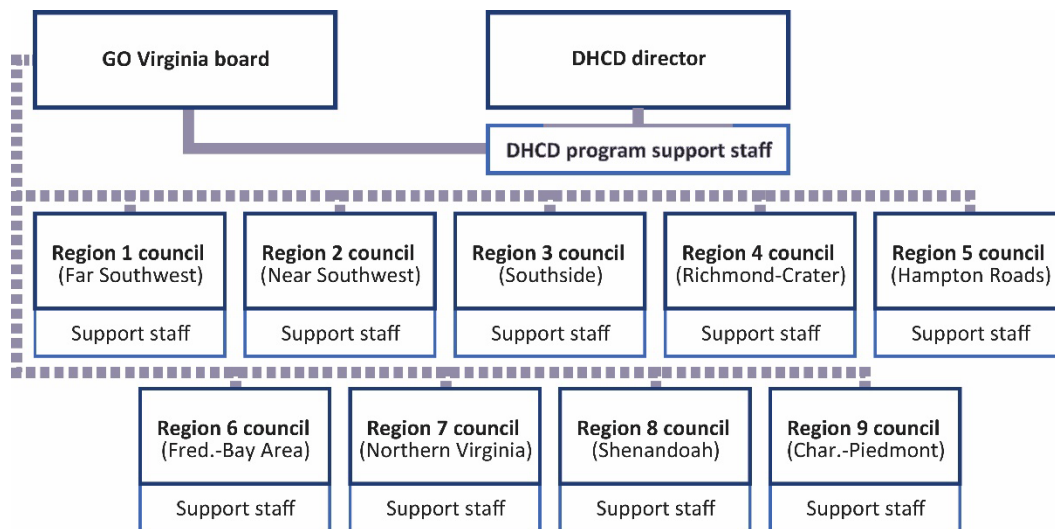 GO Virginia board
DHCD director
DHCD program support staff
Region 1 council
(Far Southwest)
Support staff
Region 2 council
(Near Southwest)
Support staff
Region 3 council
(Southside)
Support staff
Region 4 council
(Richmond-Crater)
Support staff
Region 5 council
(Hampton Roads)
Support staff
Region 6 council
(Fred.-Bay Area)
Support staff
Region 7 council
(Northern Virginia)
Support staff
Region 8 council
(Shenandoah)
Support staff
Region 9 council
(Char.-Piedmont)
Support staff